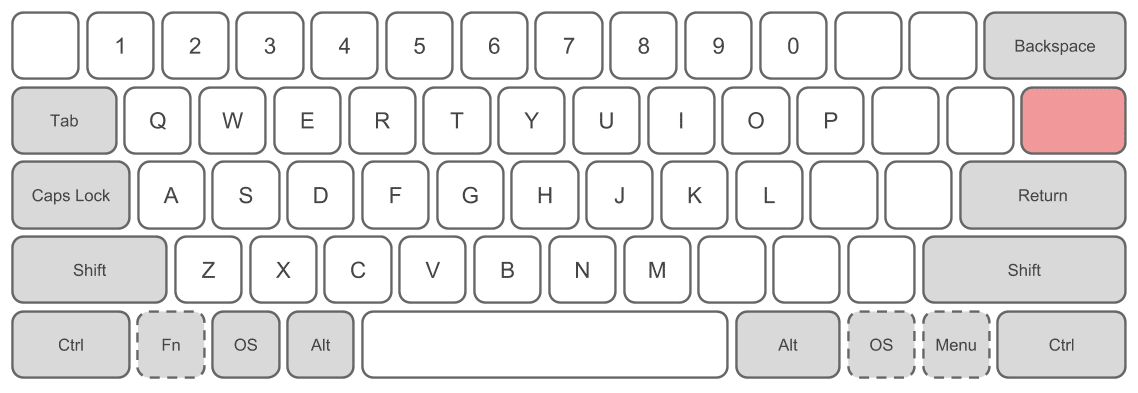 1 2 3 4 5 6 7 8 9 0 Backspace
Tab Q W E R T Y U I O P
Caps Lock A S D F G H J K L Return
Shift Z X C V B N M Shift
Ctrl Fn OS Alt Alt OS Menu Ctrl